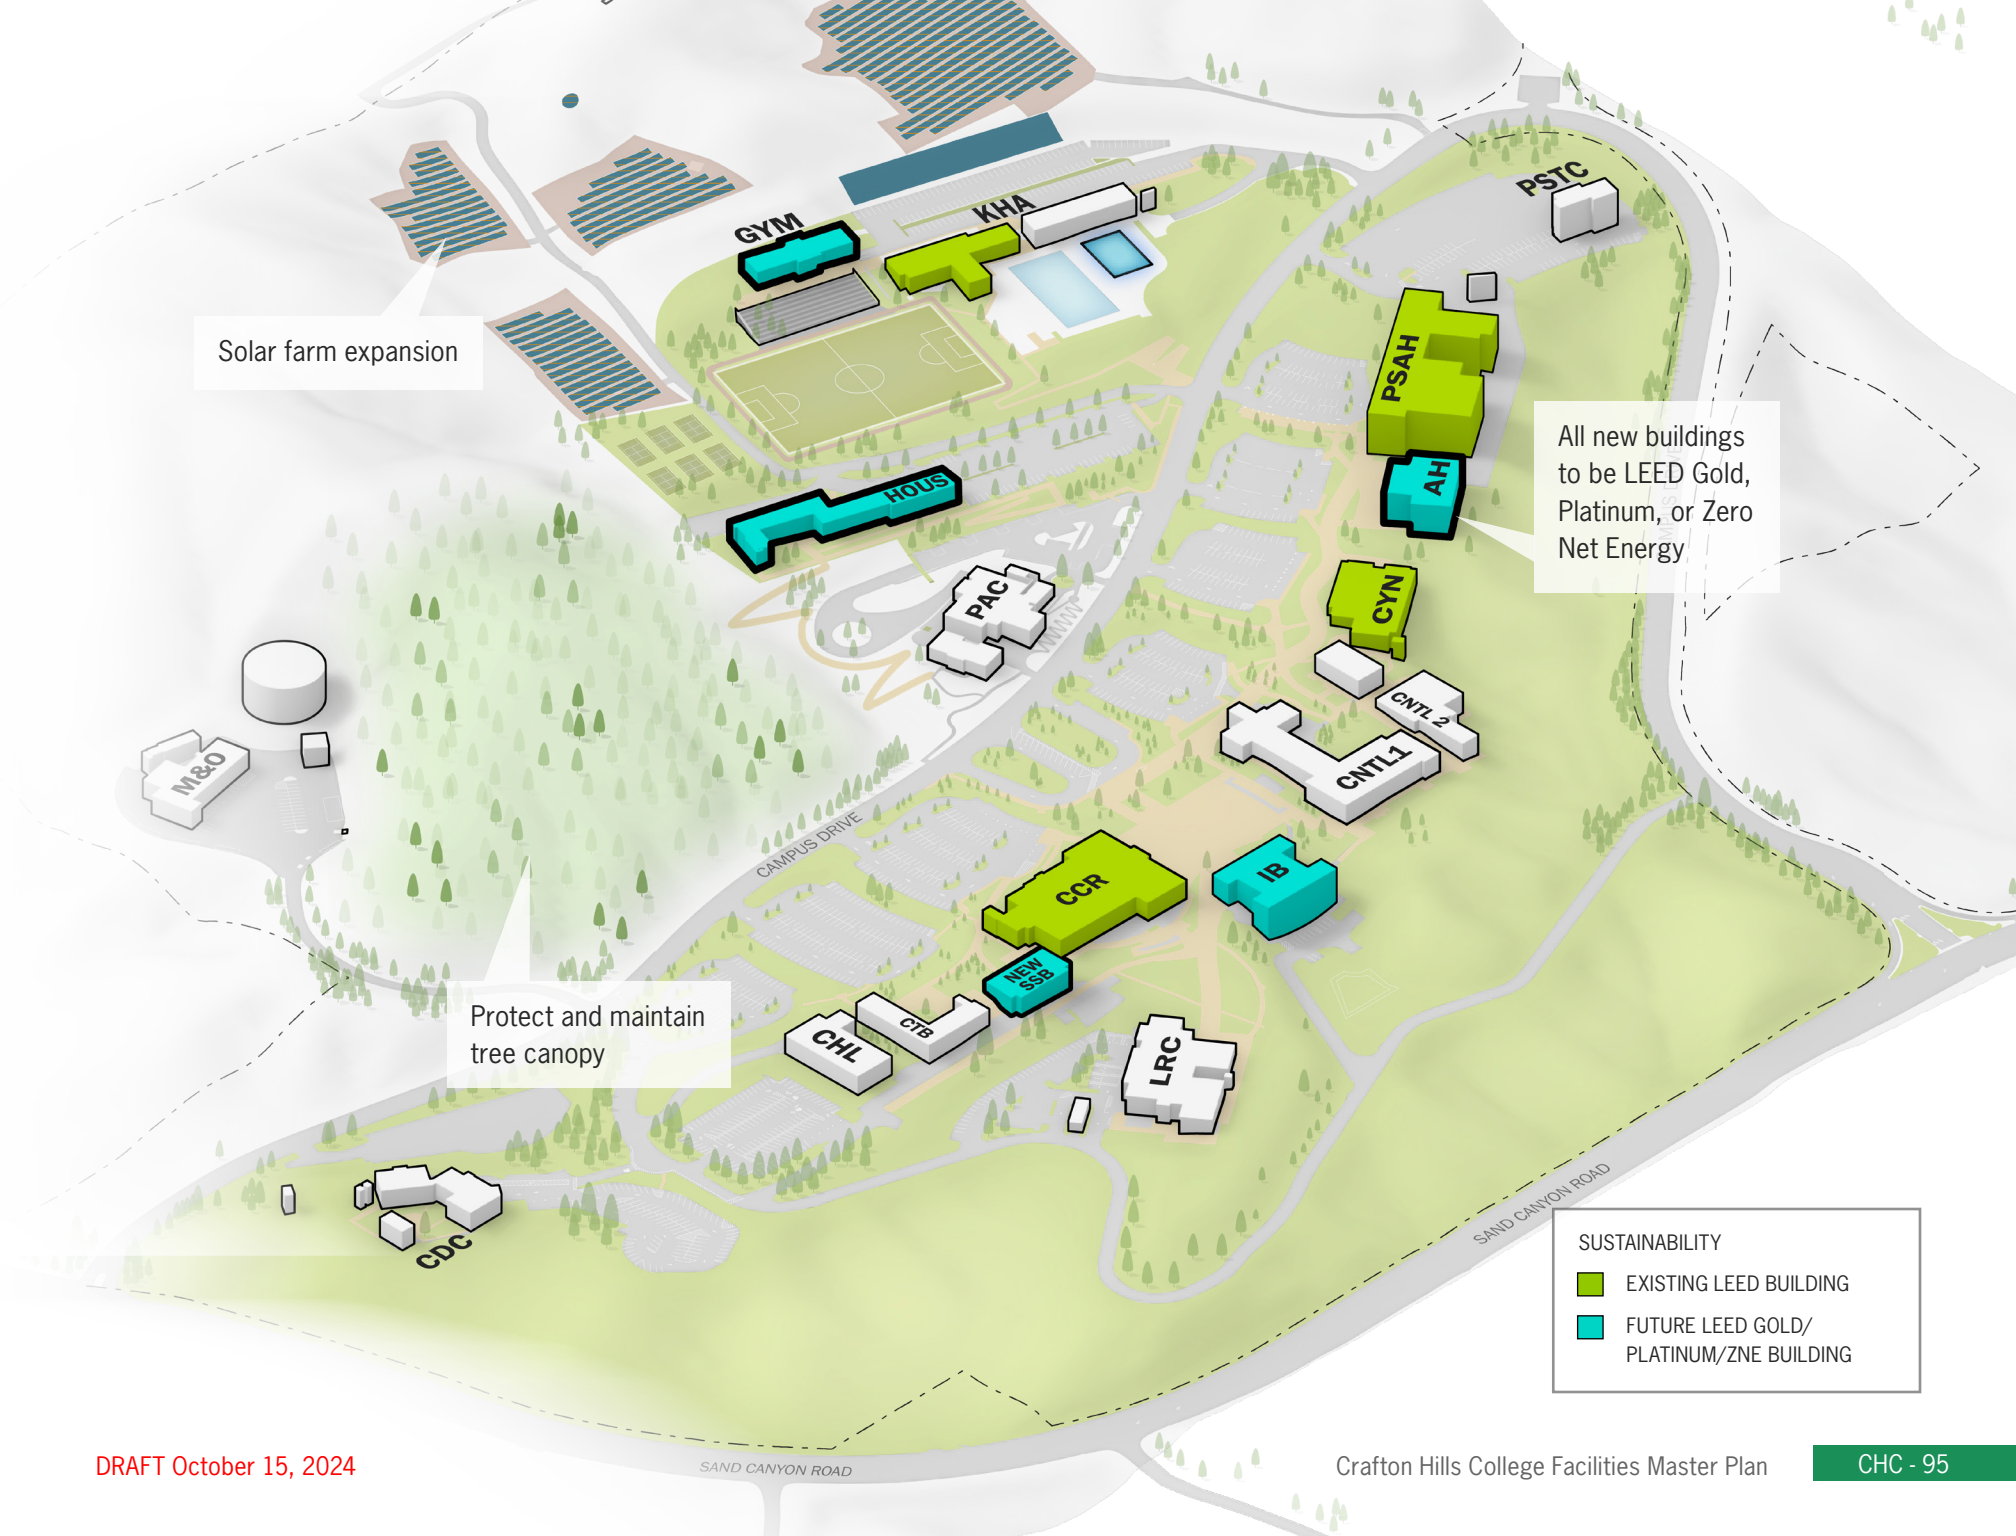 GYM
KHA
PSTC
Solar farm expansion
PSAH
All new buildings
to be LEED Gold,
Platinum, or Zero
Net Energy
AH
HOUS
PAC
CYN
CNTL 2
CNTL1
M&O
CAMPUS DRIVE
CCR
IB
NEW
SSB
Protect and maintain
tree canopy
CTB
CHL
LRC
CDC
SAND CANYON ROAD
SUSTAINABILITY
EXISTING LEED BUILDING
FUTURE LEED GOLD/
PLATINUM/ZNE BUILDING
SAND CANYON ROAD
DRAFT October 15, 2024
Crafton Hills College Facilities Master Plan
CHC - 95